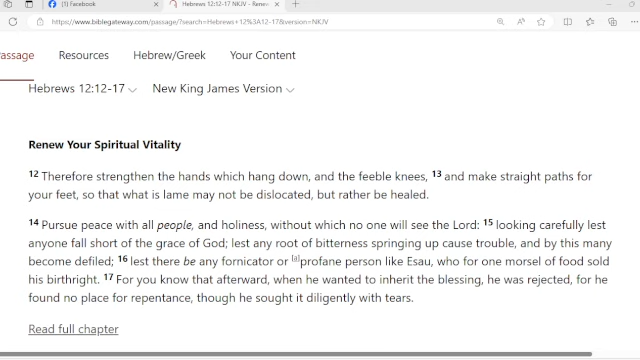 (1) Facebook
Hebrews 12:12-17 NKJV - Rene
https://www.biblegateway.com/passage/?search=Hebrews+12%3A12-17&version=NKJV
assage Resources Hebrew/Greek Your Content
Hebrews 12:12-17 New King James Version
Renew Your Spiritual Vitality
12 Therefore strengthen the hands which hang down, and the feeble knees, 13 and make straight paths for
your feet, so that what is lame may not be dislocated, but rather be healed.
14 Pursue peace with all people, and holiness, without which no one will see the Lord: 15 looking carefully lest
anyone fall short of the grace of God; lest any root of bitterness springing up cause trouble, and by this many
become defiled; 16 lest there be any fornicator or [a]profane person like Esau, who for one morsel of food sold
his birthright. 17 For you know that afterward, when he wanted to inherit the blessing, he was rejected, for he
found no place for repentance, though he sought it diligently with tears.
Read full chapter